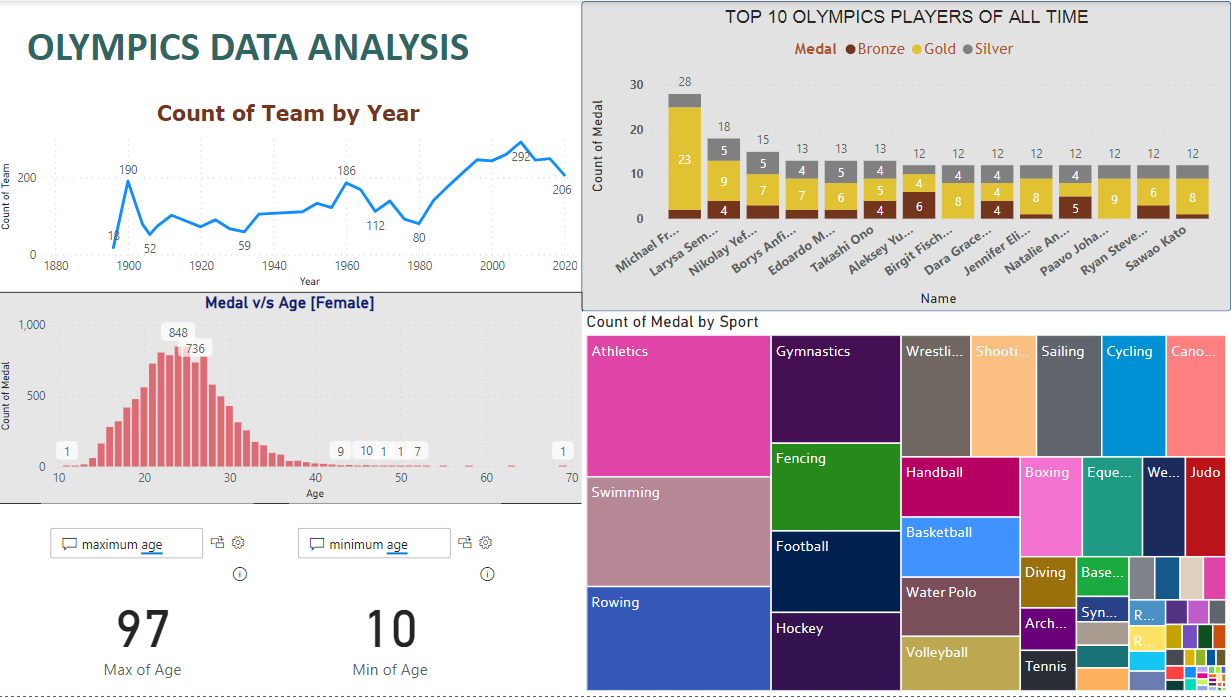 OLYMPICS DATA ANALYSIS
Count of Team by Year
Count of Team
200
0
190
52
59
186
112
80
292
206
1880 1900 1920 1940 1960 1980 2000 2020
Year
TOP 10 OLYMPICS PLAYERS OF ALL TIME
Medal Bronze Gold Silver
Count of Medal
30
20
10
0
28 18 15 13 13 13 12 12 12 12 12 12 12 12
23
5 9 4
5 7
4 7
5 6
4 5 4
4 6
4 8
4 4 4
8
4 5
9
6
8
Michael Fr...
Larysa Sem...
Nikolay Yef...
Borys Anfi...
Edoardo M...
Takashi Ono
Aleksey Yu...
Birgit Fisch...
Dara Grace...
Jennifer Eli...
Natalie An...
Paavo Joha...
Ryan Steve...
Sawao Kato
Name
Medal v/s Age [Female]
Count of Medal
1,000
500
0
1
848
736
9 10 1 1 7
1
10 20 30 40 50 60 70
Age
maximum age
minimum age
97
Max of Age
10
Min of Age
Count of Medal by Sport
Athletics
Swimming
Rowing
Gymnastics
Fencing
Football
Hockey
Wrestli...
Shooti...
Sailing
Cycling
Cano...
Handball
Basketball
Water Polo
Volleyball
Boxing
Eque...
We...
Judo
Diving
Arch...
Tennis
Base...
Syn...
R...
R...